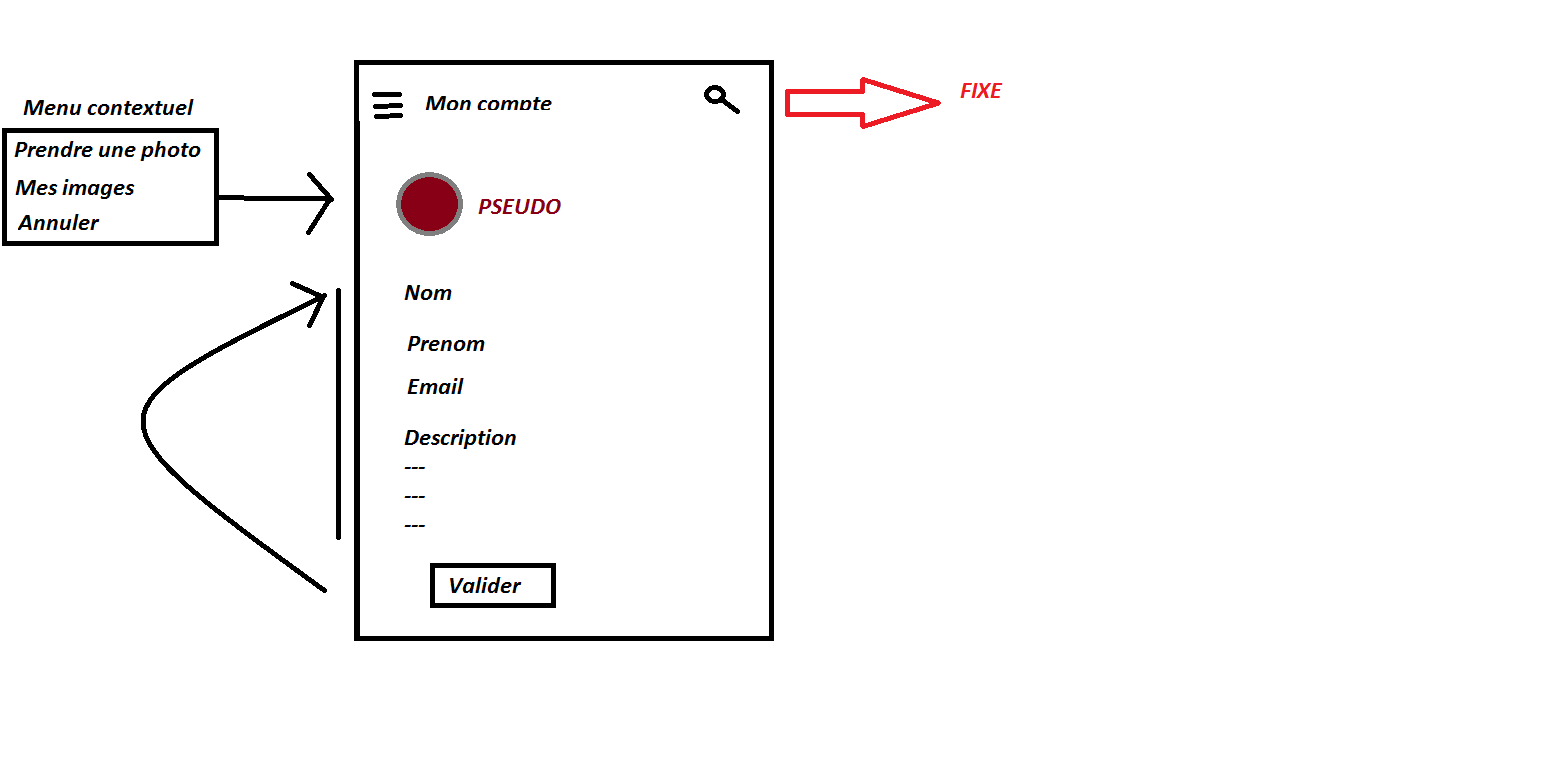 Menu contextuel
Prendre une photo
Mes images
Annuler
Mon compte
FIXE
PSEUDO
Nom
Prenom
Email
Description
---
---
---
Valider